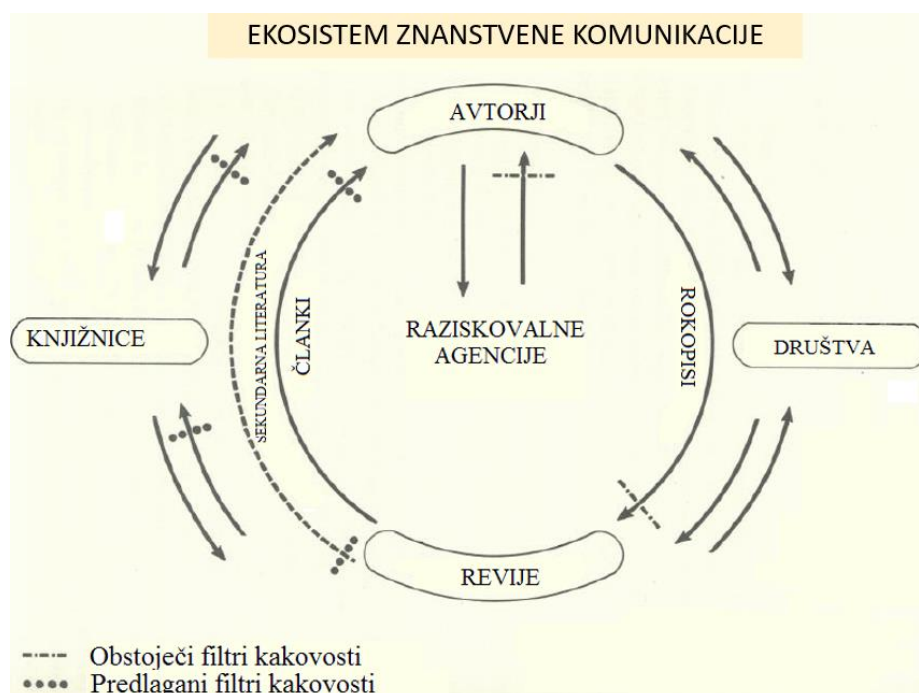 EKOSISTEM ZNANSTVENE KOMUNIKACIJE
AVTORJI
SEKUNDARNA LITERATURA
ČLANKI
ROKOPISI
KNJIŽNICE
RAZISKOVALNE
AGENCIJE
DRUŠTVA
REVIJE
Obstoječi filtri kakovosti
Predlagani filtri kakovosti